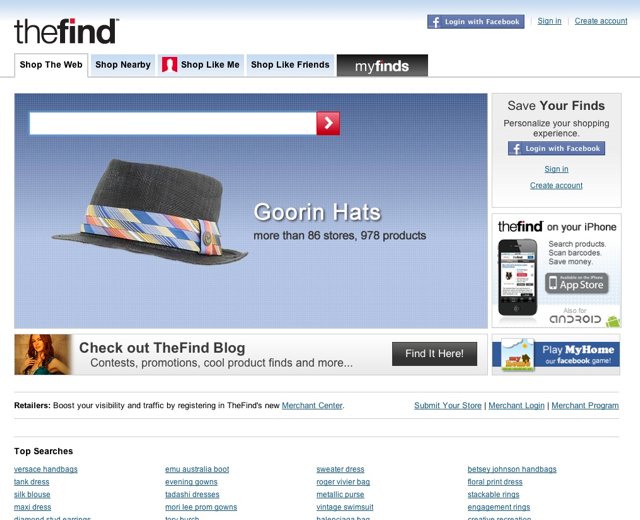 thefind™
Login with Facebook
Sign in
Create account
Shop The Web
Shop Nearby
Shop Like Me
Shop Like Friends
myfinds
Goorin Hats
more than 86 stores, 978 products
Save Your Finds
Personalize your shopping
experience.
Login with Facebook
Sign in
Create account
thefind on your iPhone
Search products.
Scan barcodes.
Save money.
Available on the iPhone
App Store
Also for
ANDROID
Check out TheFind Blog
Contests, promotions, cool product finds and more...
Find It Here!
Play MyHome
our facebook game!
Retailers: Boost your visibility and traffic by registering in TheFind's new Merchant Center.
Submit Your Store | Merchant Login | Merchant Program
Top Searches
versace handbags
emu australia boot
sweater dress
betsey johnson handbags
tank dress
evening gowns
roger vivier bag
floral print dress
silk blouse
tadashi dresses
metallic purse
stackable rings
maxi dress
mori lee prom gowns
vintage swimsuit
engagement rings
diamond stud earrings
tory burch
balenciaga bag
creative recreation